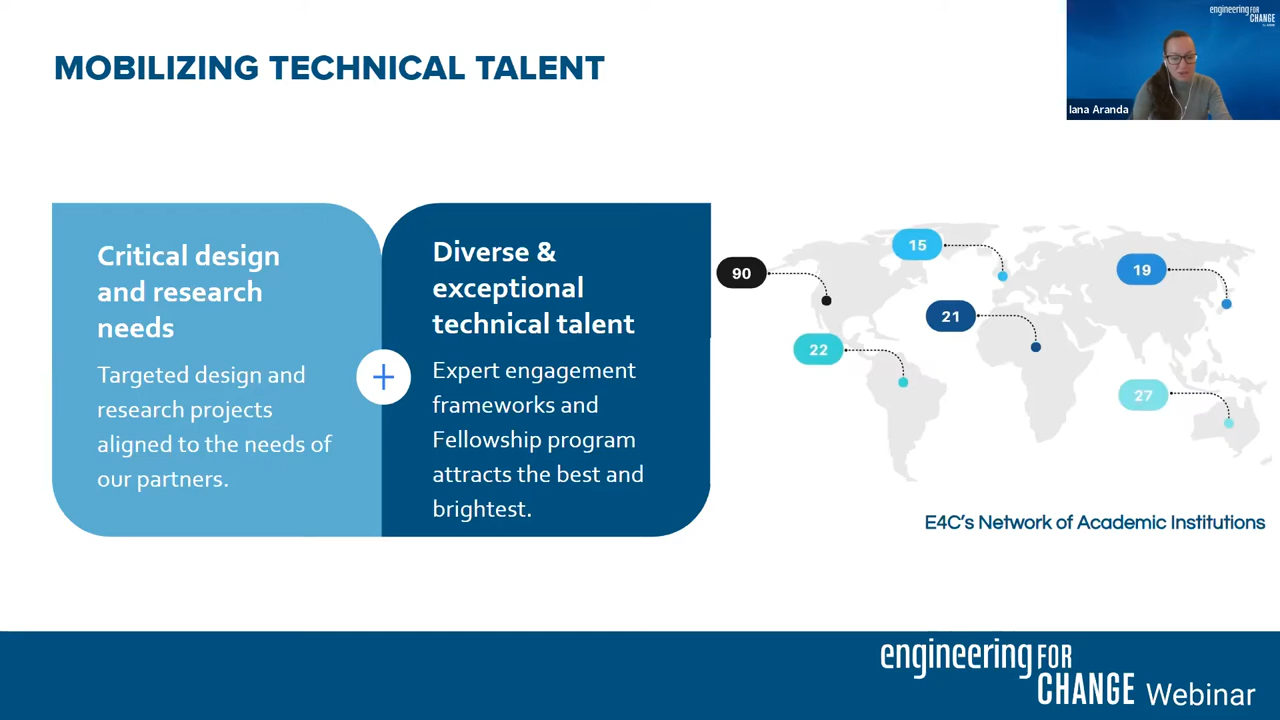 MOBILIZING TECHNICAL TALENT
engineering FOR
CHANGE
Iana Aranda
Critical design
and research
needs
Targeted design and
research projects
aligned to the needs of
our partners.
+
Diverse &
exceptional
technical talent
Expert engagement
frameworks and
Fellowship program
attracts the best and
brightest.
90
15
19
21
22
27
E4C's Network of Academic Institutions
engineering FOR
CHANGE Webinar